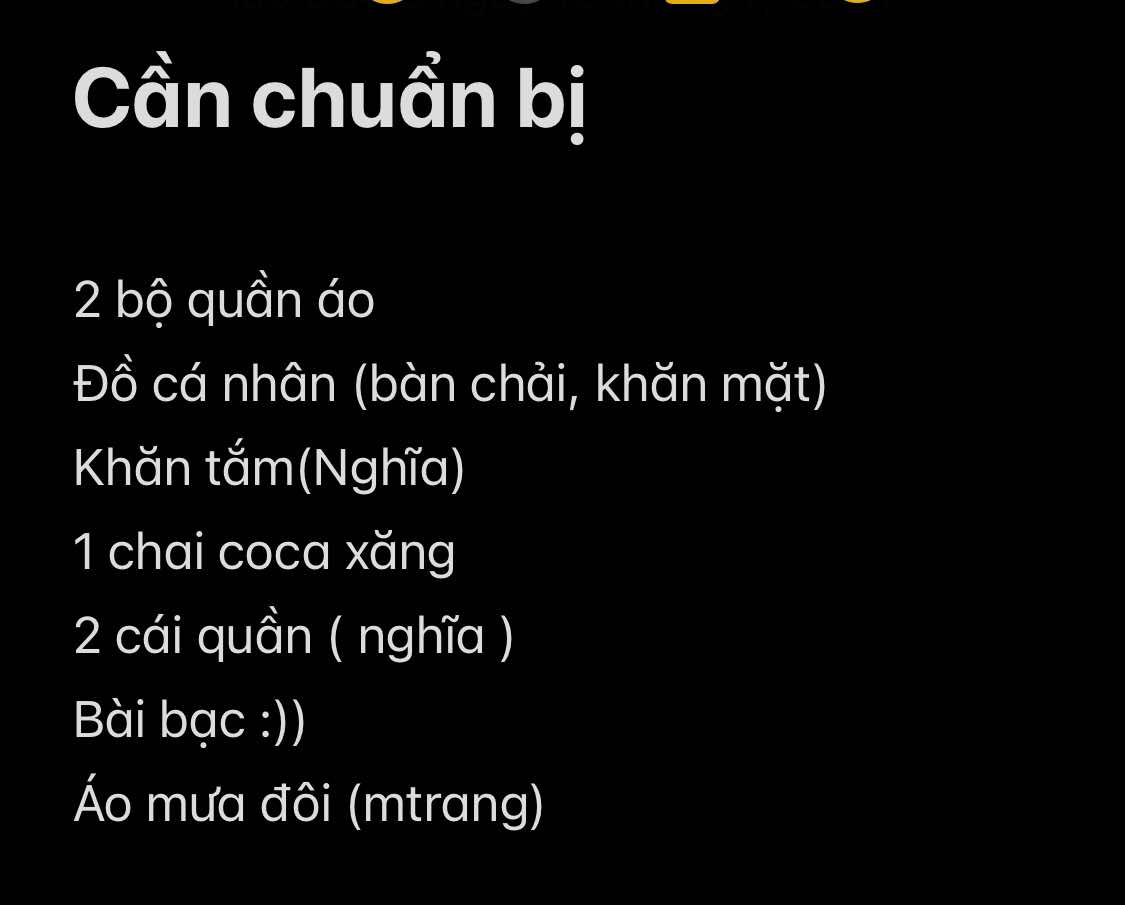 Cần chuẩn bị
2 bộ quần áo
Đồ cá nhân (bàn chải, khăn mặt)
Khăn tắm(Nghĩa)
1 chai coca xăng
2 cái quần ( nghĩa )
Bài bạc :))
Áo mưa đôi (mtrang)